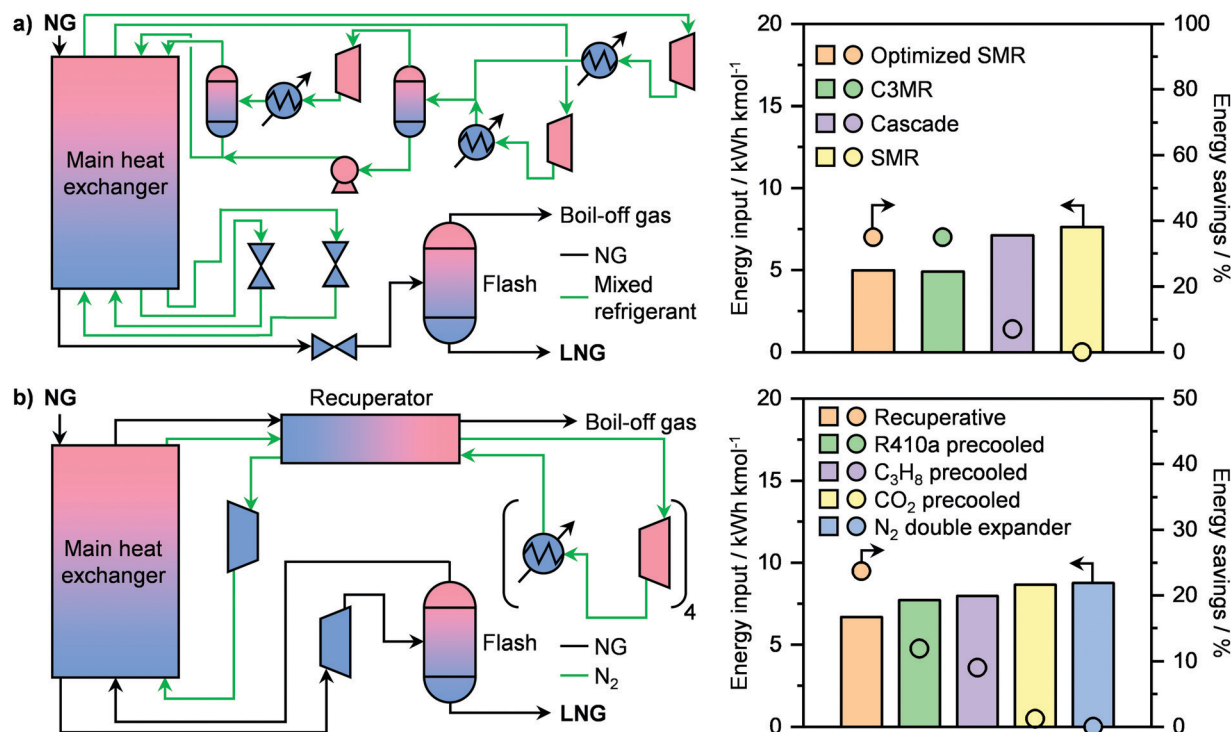 a)
NG
Main heat
exchanger
Boil-off gas
NG
Mixed
refrigerant
Flash
LNG
20
15
10
5
0
Energy input / kWh kmol⁻¹
Optimized SMR
C3MR
Cascade
SMR
100
80
60
40
20
0
Energy savings / %
b)
NG
Recuperator
Main heat
exchanger
Boil-off gas
4
Flash
NG
N₂
LNG
20
15
10
5
0
Energy input / kWh kmol⁻¹
Recuperative
R410a precooled
C₃H₈ precooled
CO₂ precooled
N₂ double expander
50
40
30
20
10
0
Energy savings / %